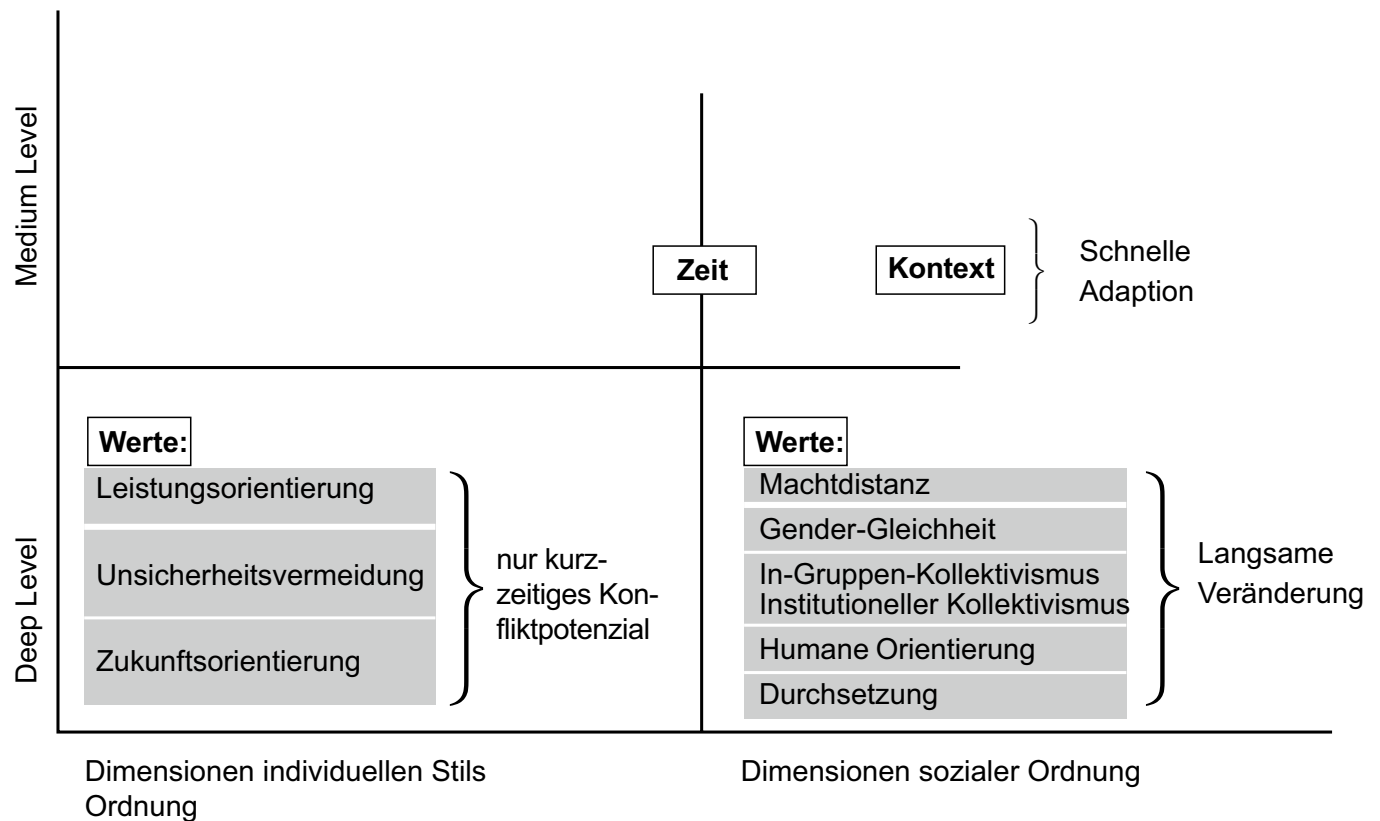 Medium Level
Zeit
Kontext
Schnelle
Adaption
Deep Level
Werte:
Leistungsorientierung
Unsicherheitsvermeidung
Zukunftsorientierung
nur kurz-
zeitiges Kon-
fliktpotenzial
Werte:
Machtdistanz
Gender-Gleichheit
In-Gruppen-Kollektivismus
Institutioneller Kollektivismus
Humane Orientierung
Durchsetzung
Langsame
Veränderung
Dimensionen individuellen Stils
Ordnung
Dimensionen sozialer Ordnung